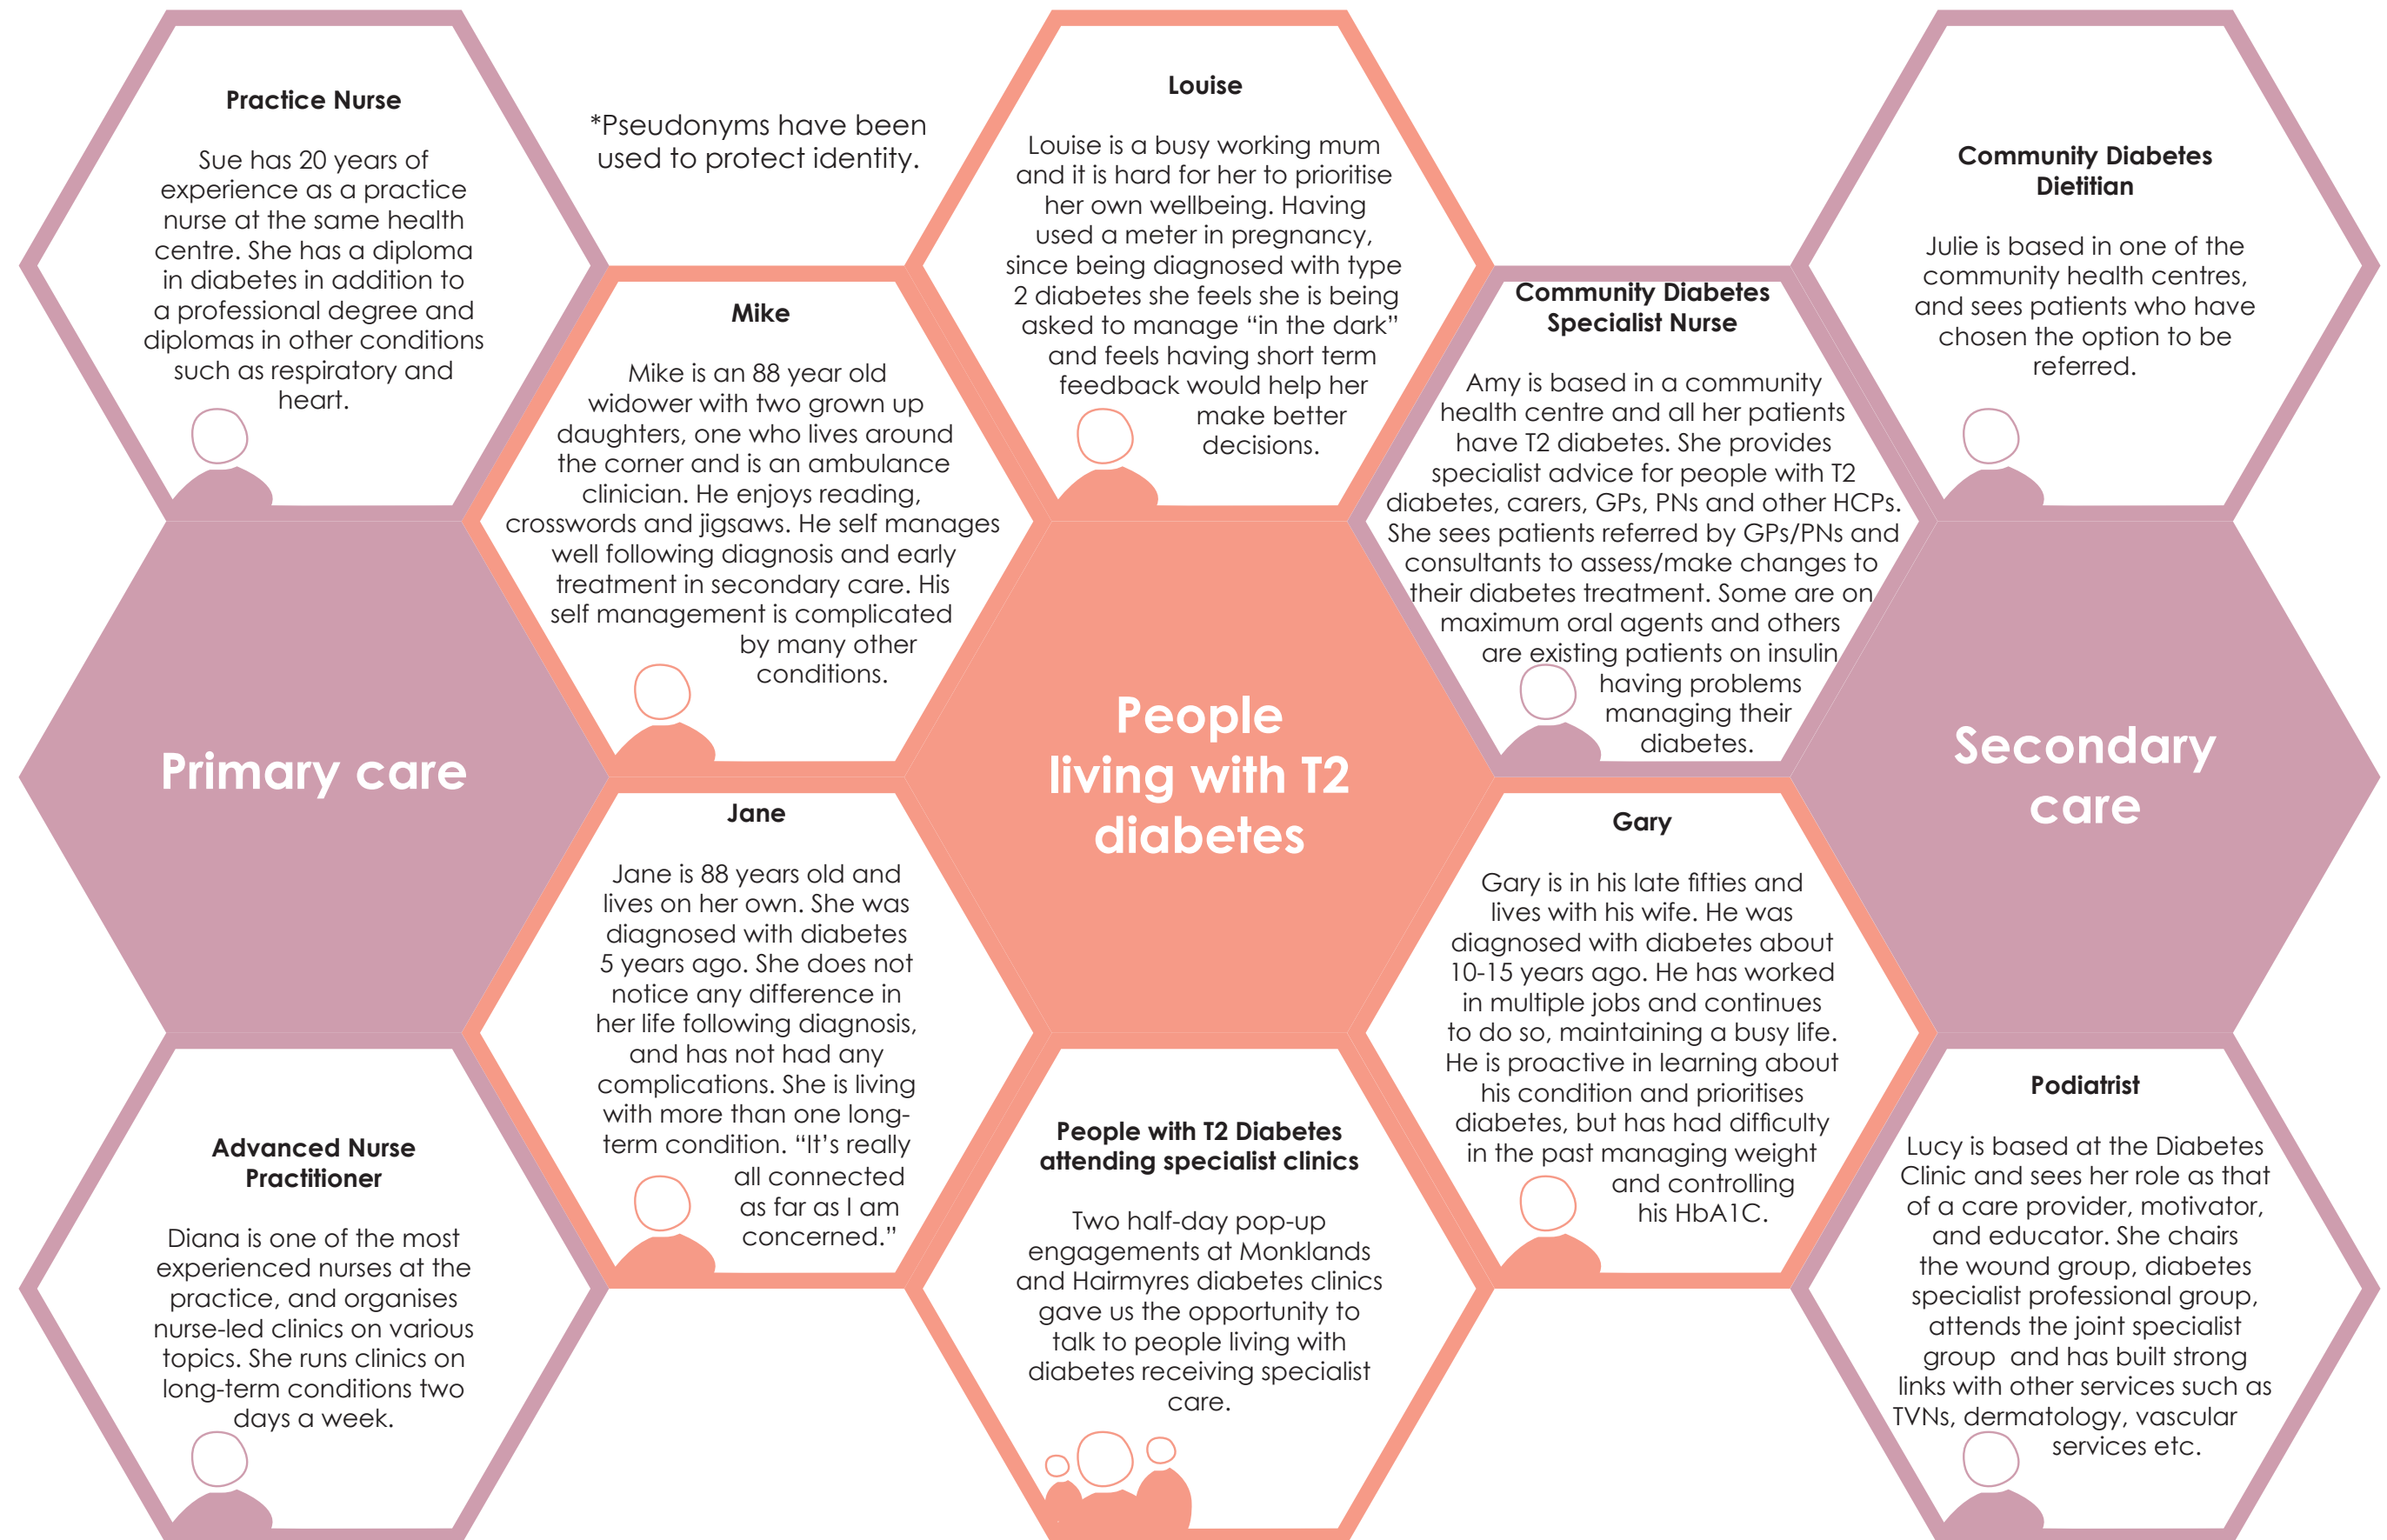 Practice Nurse
Sue has 20 years of
experience as a practice
nurse at the same health
centre. She has a diploma
in diabetes in addition to
a professional degree and
diplomas in other conditions
such as respiratory and
heart.
*Pseudonyms have been
used to protect identity.
Louise
Louise is a busy working mum
and it is hard for her to prioritise
her own wellbeing. Having
used a meter in pregnancy,
since being diagnosed with type
2 diabetes she feels she is being
asked to manage “in the dark”
and feels having short term
feedback would help her
make better
decisions.
Community Diabetes
Dietitian
Julie is based in one of the
community health centres,
and sees patients who have
chosen the option to be
referred.
Mike
Mike is an 88 year old
widower with two grown up
daughters, one who lives around
the corner and is an ambulance
clinician. He enjoys reading,
crosswords and jigsaws. He self manages
well following diagnosis and early
treatment in secondary care. His
self management is complicated
by many other
conditions.
Community Diabetes
Specialist Nurse
Amy is based in a community
health centre and all her patients
have T2 diabetes. She provides
specialist advice for people with T2
diabetes, carers, GPs, PNs and other HCPs.
She sees patients referred by GPs/PNs and
consultants to assess/make changes to
their diabetes treatment. Some are on
maximum oral agents and others
are existing patients on insulin
having problems
managing their
diabetes.
Primary care
People
living with T2
diabetes
Secondary
care
Jane
Jane is 88 years old and
lives on her own. She was
diagnosed with diabetes
5 years ago. She does not
notice any difference in
her life following diagnosis,
and has not had any
complications. She is living
with more than one long-
term condition. “It’s really
all connected
as far as I am
concerned.”
Gary
Gary is in his late fifties and
lives with his wife. He was
diagnosed with diabetes about
10-15 years ago. He has worked
in multiple jobs and continues
to do so, maintaining a busy life.
He is proactive in learning about
his condition and prioritises
diabetes, but has had difficulty
in the past managing weight
and controlling
his HbA1C.
Advanced Nurse
Practitioner
Diana is one of the most
experienced nurses at the
practice, and organises
nurse-led clinics on various
topics. She runs clinics on
long-term conditions two
days a week.
People with T2 Diabetes
attending specialist clinics
Two half-day pop-up
engagements at Monklands
and Hairmyres diabetes clinics
gave us the opportunity to
talk to people living with
diabetes receiving specialist
care.
Podiatrist
Lucy is based at the Diabetes
Clinic and sees her role as that
of a care provider, motivator,
and educator. She chairs
the wound group, diabetes
specialist professional group,
attends the joint specialist
group  and has built strong
links with other services such as
TVNs, dermatology, vascular
services etc.